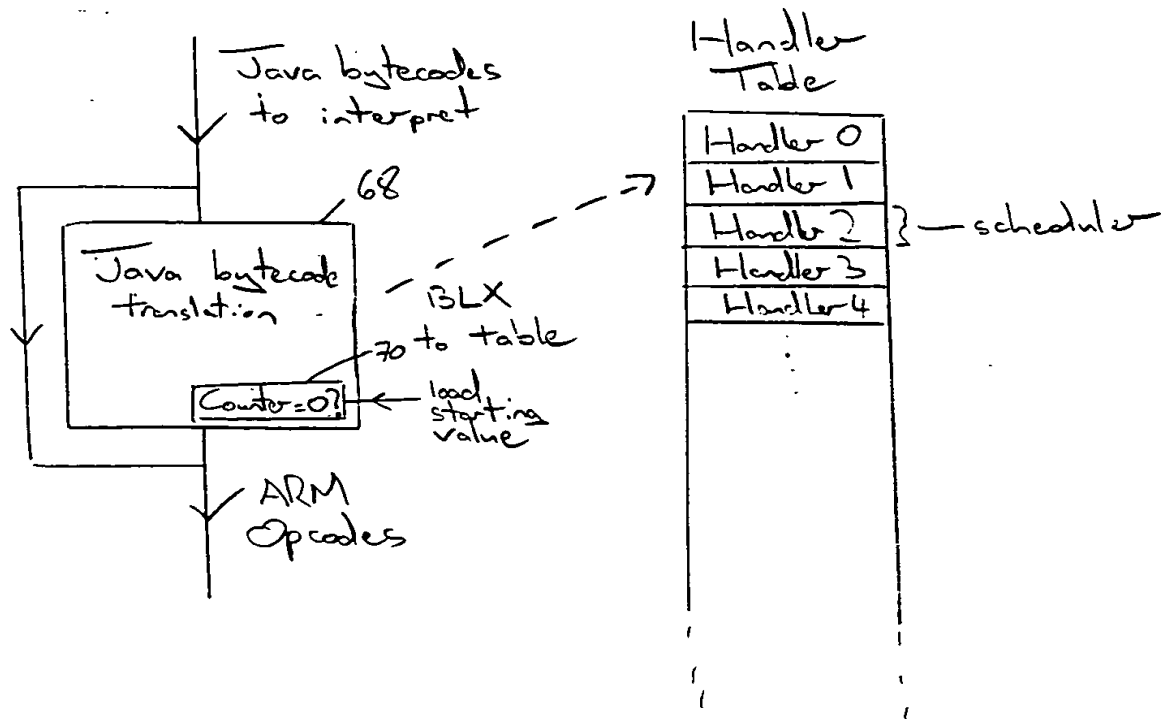 Java bytecodes
to interpret
68
Java bytecode
translation
BLX
to table
70
Counter=0?
load
starting
value
ARM
Opcodes
Handler
Table
Handler 0
Handler 1
Handler 2
scheduler
Handler 3
Handler 4